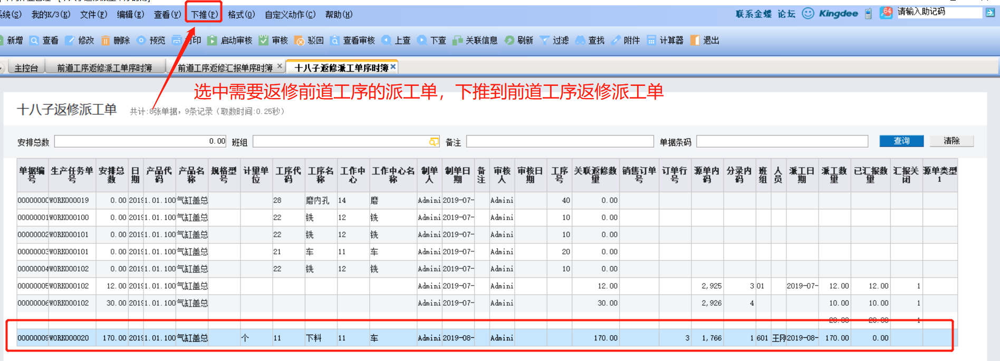 系统(S) 我的K/3(K) 文件(F) 编辑(E) 查看(V) 下推(P) 格式(O) 自定义动作(C) 帮助(H) 联系金蝶 论坛 Kingdee 64 请输入助记码
新增 查看 修改 删除 预览 印 启动审核 审核 驳回 查看审核 上查 下查 关联信息 刷新 过滤 查找 附件 计算器 退出
主控台 前道工序返修派工单序时簿 前道工序返修汇报单序时簿 十八子返修派工单序时簿
选中需要返修前道工序的派工单，下推到前道工序返修派工单
十八子返修派工单 共计:8张单据，9条记录（取数时间:0.25秒）
安排总数 0.00 班组 备注 单据条码 查询 清除
单据编号 生产任务单号 安排总数 日期 产品代码 产品名称 规格型号 计量单位 工序代码 工序名称 工作中心 工作中心名称 制单人 制单日期 备注 审核人 审核日期 工序号 关联返修数量 销售订单号 订单行号 源单内码 分录内码 班组 人员 派工日期 派工数量 已汇报数量 汇报关闭 源单类型1
0000000 WORK000019 0.00 2019 1.01.100 气缸盖总 28 磨内孔 14 磨 Admini 2019-07- Admini 40 0.00
00000001 WORK000100 0.00 2019 1.01.100 气缸盖总 22 铣 12 铣 Admini 2019-07- Admini 10 0.00
00000002 WORK000101 0.00 2019 1.01.100 气缸盖总 22 铣 12 铣 Admini 2019-07- Admini 10 0.00
00000003 WORK000101 0.00 2019 1.01.100 气缸盖总 21 车 11 车 Admini 2019-07- Admini 20 0.00
00000004 WORK000102 0.00 2019 1.01.100 气缸盖总 22 铣 12 铣 Admini 2019-07- Admini 10 0.00
00000005 WORK000102 12.00 2019 1.01.100 气缸盖总 Admini 2019-07- Admini 12.00 2,925 3 01 2019-07- 12.00 12.00 1
00000006 WORK000102 30.00 2019 1.01.100 气缸盖总 Admini 2019-07- Admini 30.00 2,926 4 10.00 10.00 1
20.00 20.00 1
00000009 WORK000020 170.00 2019 1.01.100 气缸盖总 个 11 下料 11 车 Admini 2019-08- Admini 170.00 3 1,766 1 601 王刚 2019-08- 170.00 0.00